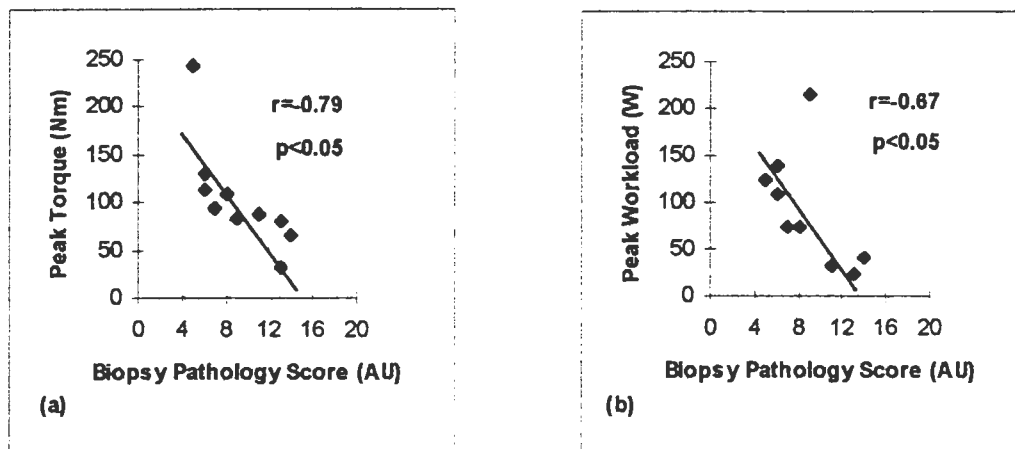 250
200
150
100
50
0
Peak Torque (Nm)
r=-0.79
p<0.05
0 4 8 12 16 20
Biopsy Pathology Score (AU)
(a)
250
200
150
100
50
0
Peak Workload (W)
r=-0.67
p<0.05
0 4 8 12 16 20
Biopsy Pathology Score (AU)
(b)